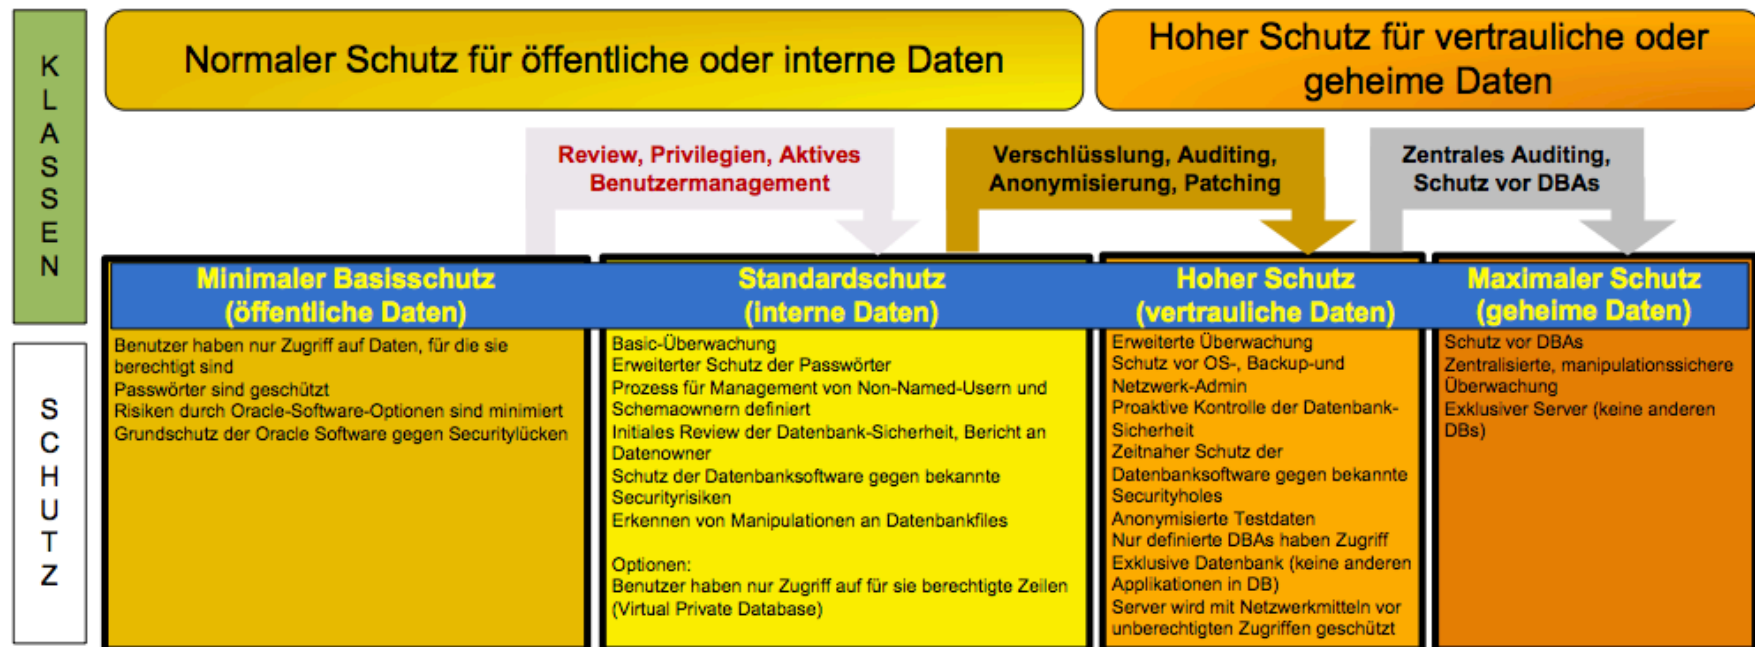 KLASSEN
Normaler Schutz für öffentliche oder interne Daten
Hoher Schutz für vertrauliche oder
geheime Daten
Review, Privilegien, Aktives
Benutzermanagement
Verschlüsslung, Auditing,
Anonymisierung, Patching
Zentrales Auditing,
Schutz vor DBAs
Minimaler Basisschutz
(öffentliche Daten)
Standardschutz
(interne Daten)
Hoher Schutz
(vertrauliche Daten)
Maximaler Schutz
(geheime Daten)
SCHUTZ
Benutzer haben nur Zugriff auf Daten, für die sie
berechtigt sind
Passwörter sind geschützt
Risiken durch Oracle-Software-Optionen sind minimiert
Grundschutz der Oracle Software gegen Securitylücken
Basic-Überwachung
Erweiterter Schutz der Passwörter
Prozess für Management von Non-Named-Usern und
Schemaownern definiert
Initiales Review der Datenbank-Sicherheit, Bericht an
Datenowner
Schutz der Datenbanksoftware gegen bekannte
Securityrisiken
Erkennen von Manipulationen an Datenbankfiles
Optionen:
Benutzer haben nur Zugriff auf für sie berechtigte Zeilen
(Virtual Private Database)
Erweiterte Überwachung
Schutz vor OS-, Backup-und
Netzwerk-Admin
Proaktive Kontrolle der Datenbank-
Sicherheit
Zeitnaher Schutz der
Datenbanksoftware gegen bekannte
Securityholes
Anonymisierte Testdaten
Nur definierte DBAs haben Zugriff
Exklusive Datenbank (keine anderen
Applikationen in DB)
Server wird mit Netzwerkmitteln vor
unberechtigten Zugriffen geschützt
Schutz vor DBAs
Zentralisierte, manipulationssichere
Überwachung
Exklusiver Server (keine anderen
DBs)